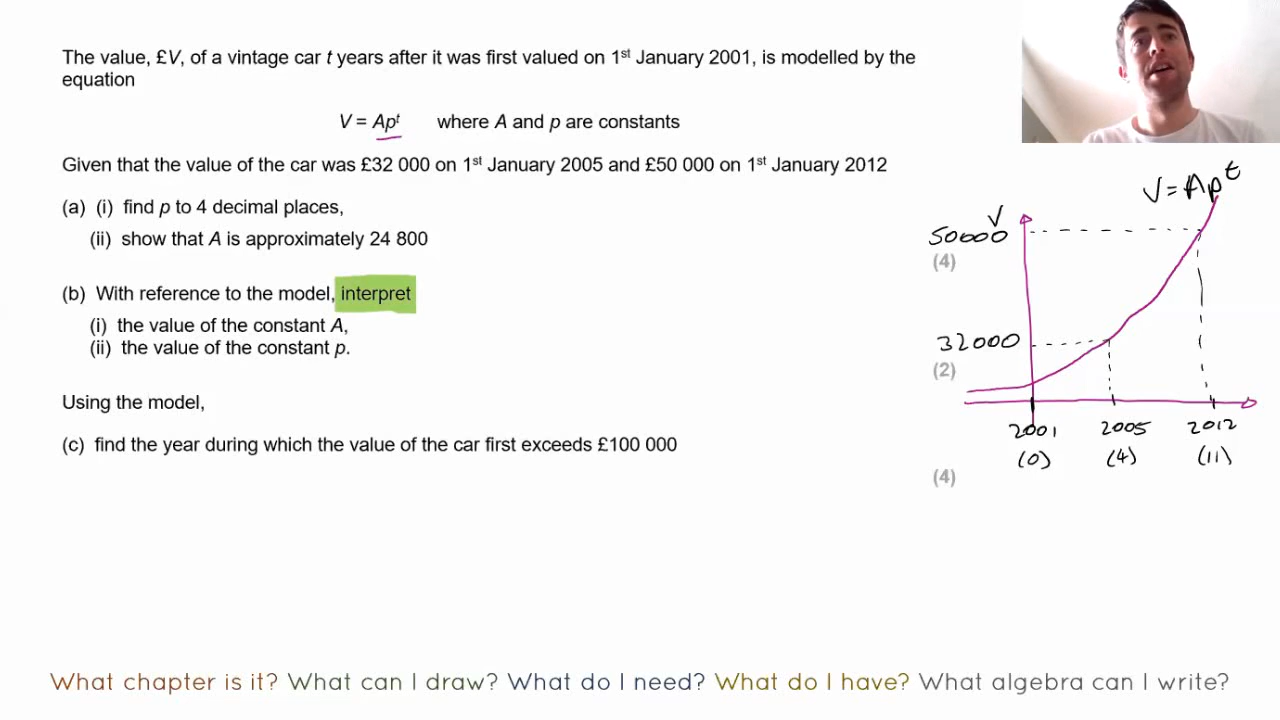 The value, £V, of a vintage car t years after it was first valued on 1st January 2001, is modelled by the
equation
V = Apᵗ where A and p are constants
Given that the value of the car was £32 000 on 1st January 2005 and £50 000 on 1st January 2012
(a) (i) find p to 4 decimal places,
(ii) show that A is approximately 24 800
(4)
(b) With reference to the model, interpret
(i) the value of the constant A,
(ii) the value of the constant p.
(2)
Using the model,
(c) find the year during which the value of the car first exceeds £100 000
(4)
V = Apᵗ
V
50000
32000
2001 2005 2012
(0) (4) (11)
What chapter is it? What can I draw? What do I need? What do I have? What algebra can I write?